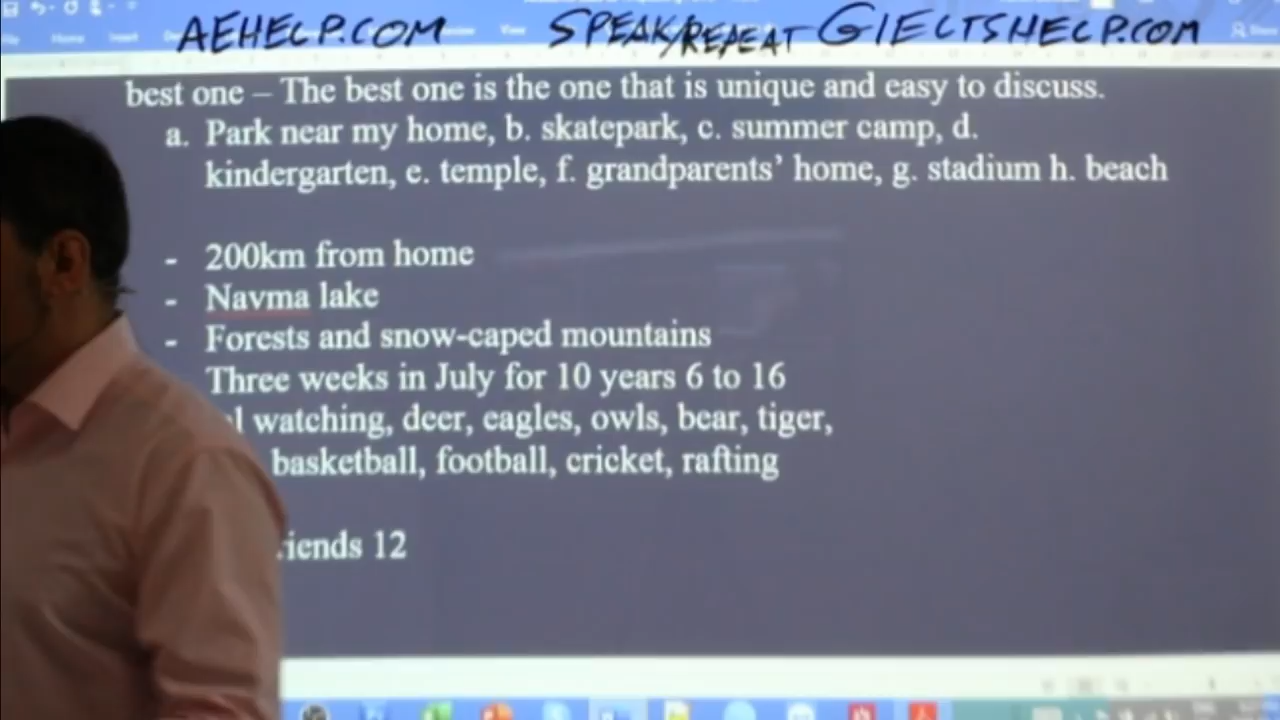 AEHELP.COM SPEAK/REPEAT GIELTSHELP.COM
best one – The best one is the one that is unique and easy to discuss.
a. Park near my home, b. skatepark, c. summer camp, d.
kindergarten, e. temple, f. grandparents’ home, g. stadium h. beach
- 200km from home
- Navma lake
- Forests and snow-caped mountains
Three weeks in July for 10 years 6 to 16
watching, deer, eagles, owls, bear, tiger,
basketball, football, cricket, rafting
riends 12